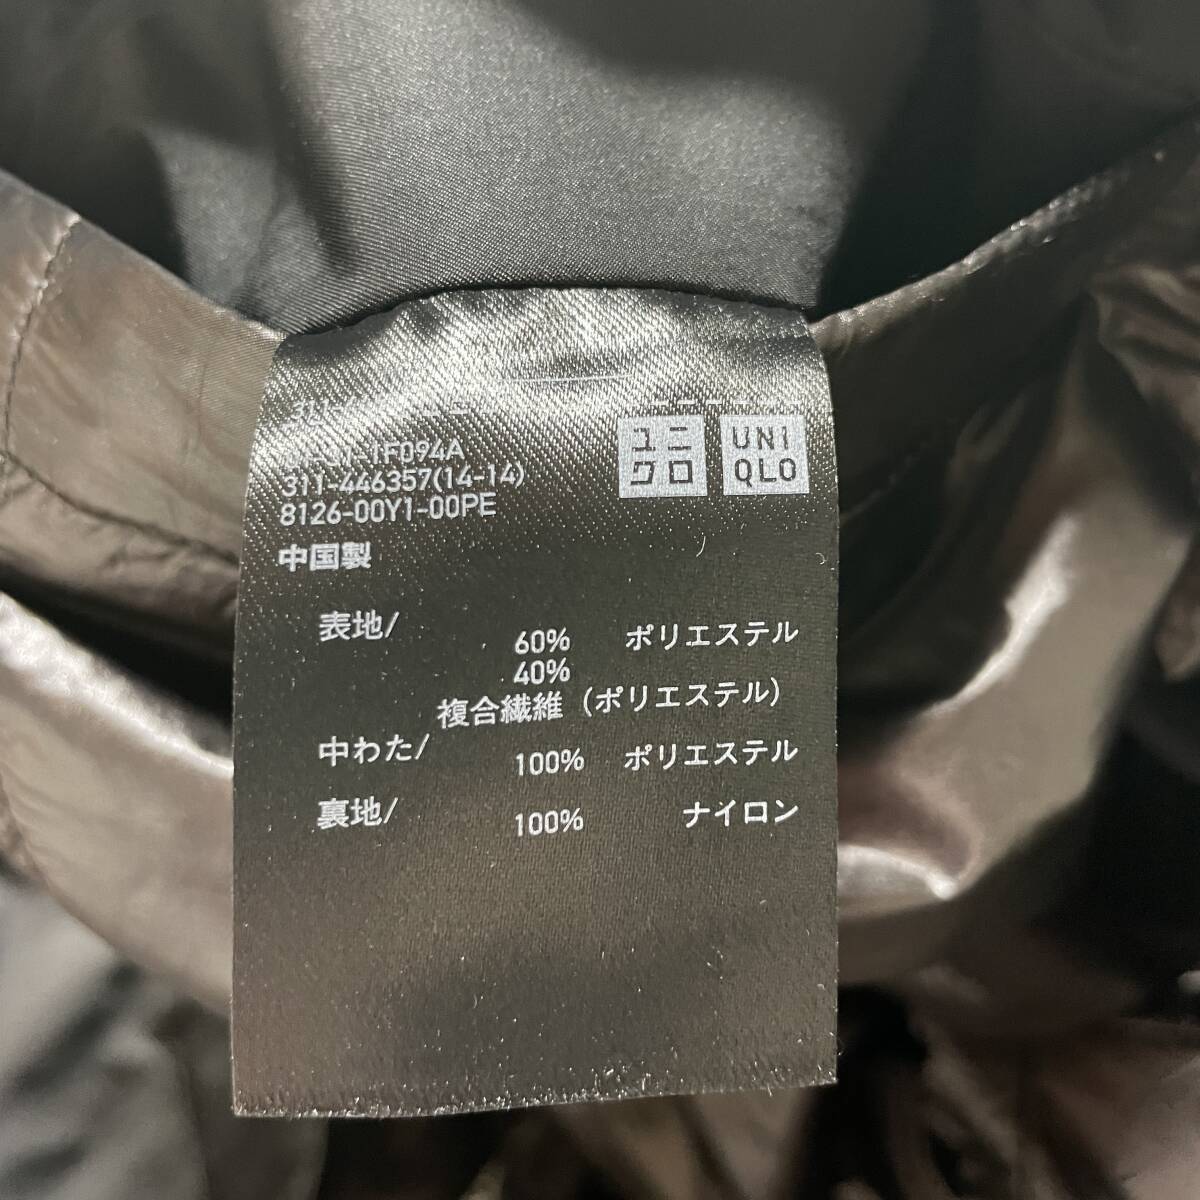 ユニ
クロ
UNI
QLO
1F094A
311-446357(14-14)
8126-00Y1-00PE
中国製
表地/
60% ポリエステル
40%
複合繊維（ポリエステル）
中わた/
100% ポリエステル
裏地/
100% ナイロン